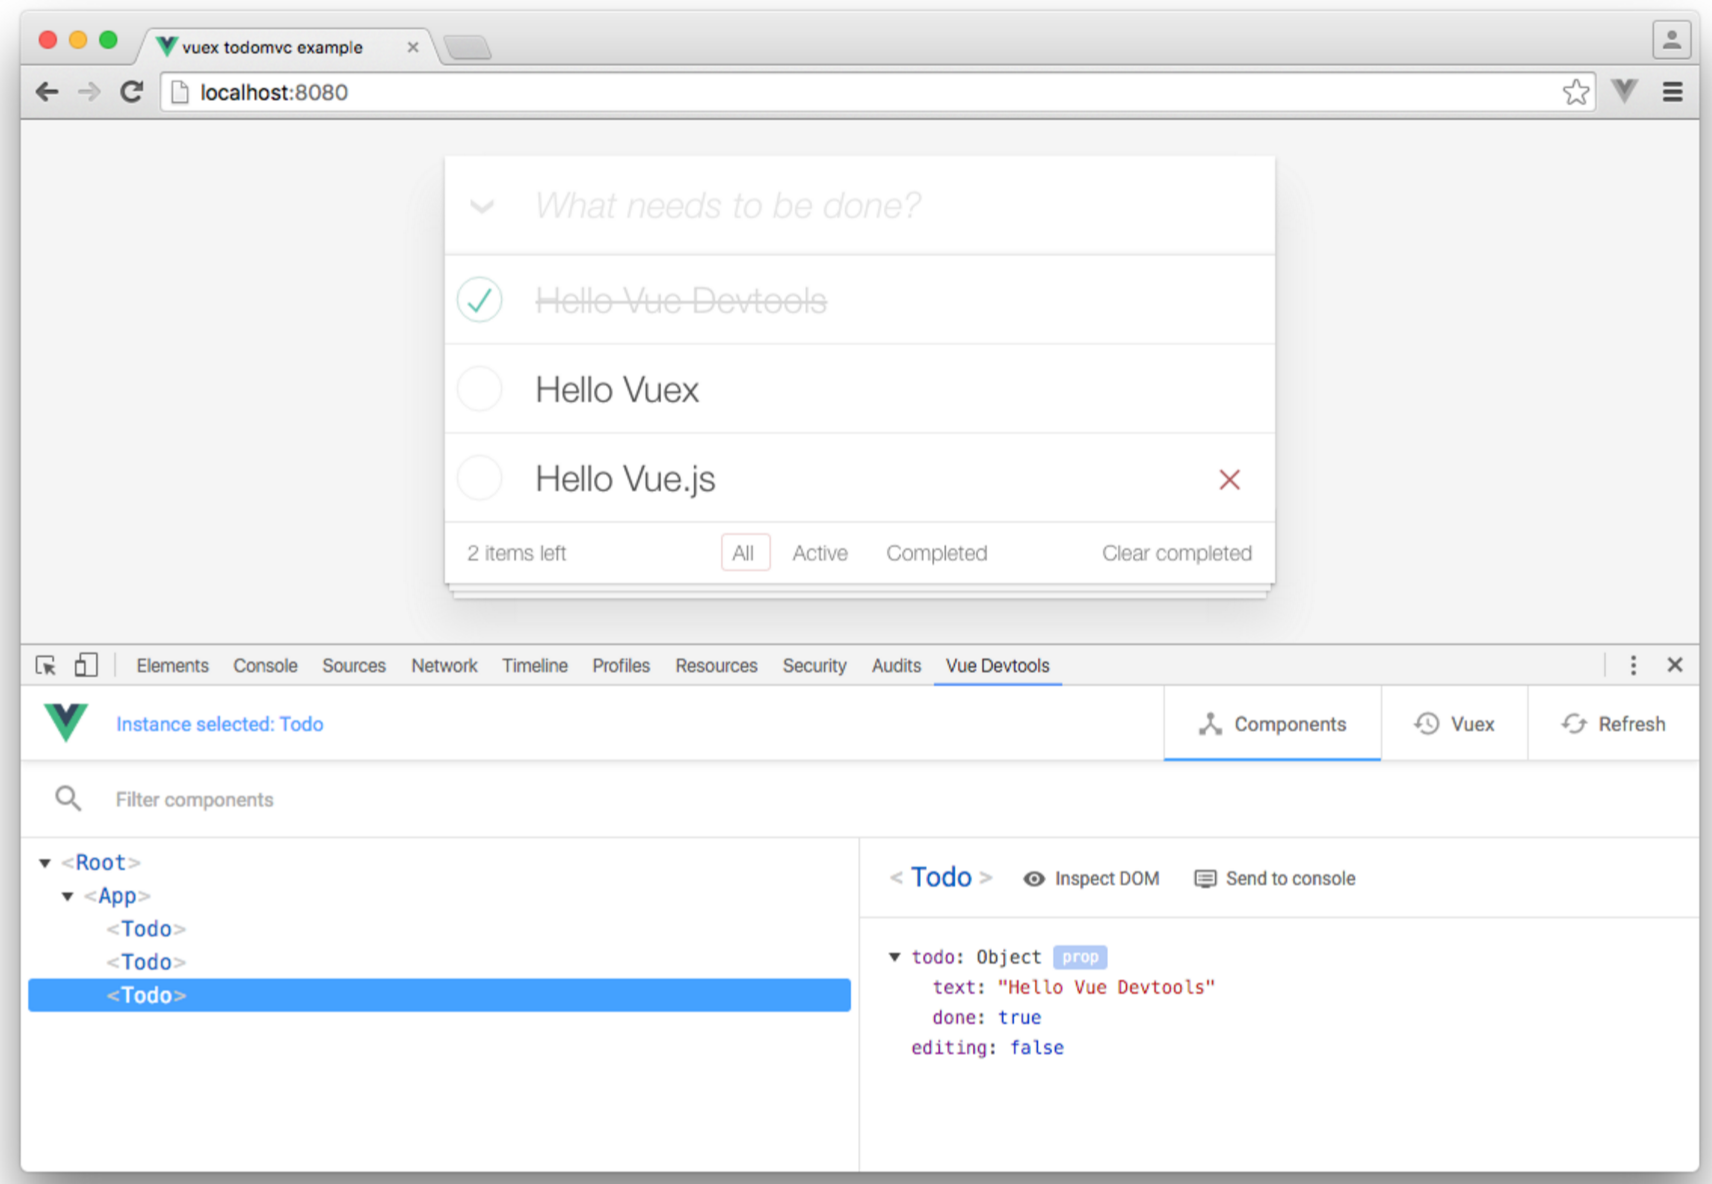 vuex todomvc example
localhost:8080
What needs to be done?
Hello Vue Devtools
Hello Vuex
Hello Vue.js
2 items left All Active Completed Clear completed
Elements Console Sources Network Timeline Profiles Resources Security Audits Vue Devtools
Instance selected: Todo Components Vuex Refresh
Filter components
<Root>
<App>
<Todo>
<Todo>
<Todo>
< Todo > Inspect DOM Send to console
todo: Object prop
text: "Hello Vue Devtools"
done: true
editing: false